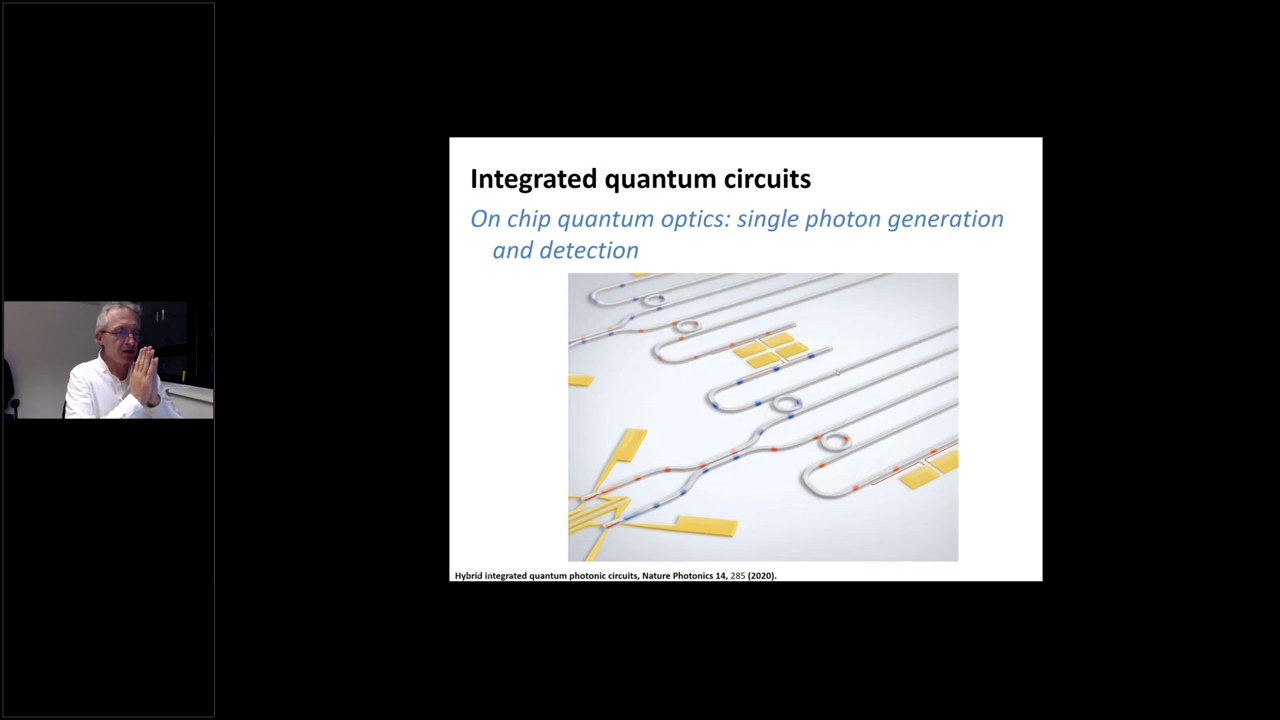 Integrated quantum circuits
On chip quantum optics: single photon generation
and detection
Hybrid integrated quantum photonic circuits, Nature Photonics 14, 285 (2020).